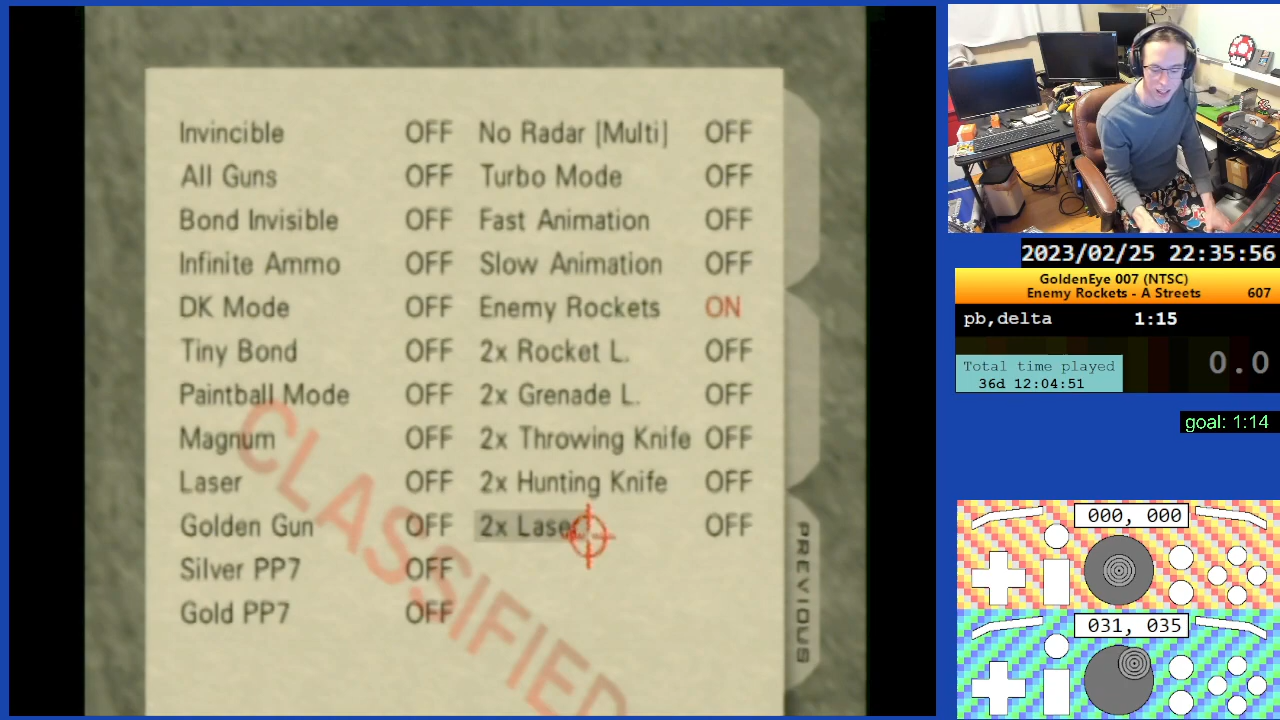 Invincible OFF No Radar (Multi) OFF
All Guns OFF Turbo Mode OFF
Bond Invisible OFF Fast Animation OFF
Infinite Ammo OFF Slow Animation OFF
DK Mode OFF Enemy Rockets ON
Tiny Bond OFF 2x Rocket L. OFF
Paintball Mode OFF 2x Grenade L. OFF
Magnum OFF 2x Throwing Knife OFF
Laser OFF 2x Hunting Knife OFF
Golden Gun OFF 2x Laser OFF
Silver PP7 OFF
Gold PP7 OFF
CLASSIFIED
PREVIOUS
2023/02/25 22:35:56
GoldenEye 007 (NTSC)
Enemy Rockets - A Streets 607
pb,delta 1:15
0.0
Total time played
36d 12:04:51
goal: 1:14
000, 000
031, 035